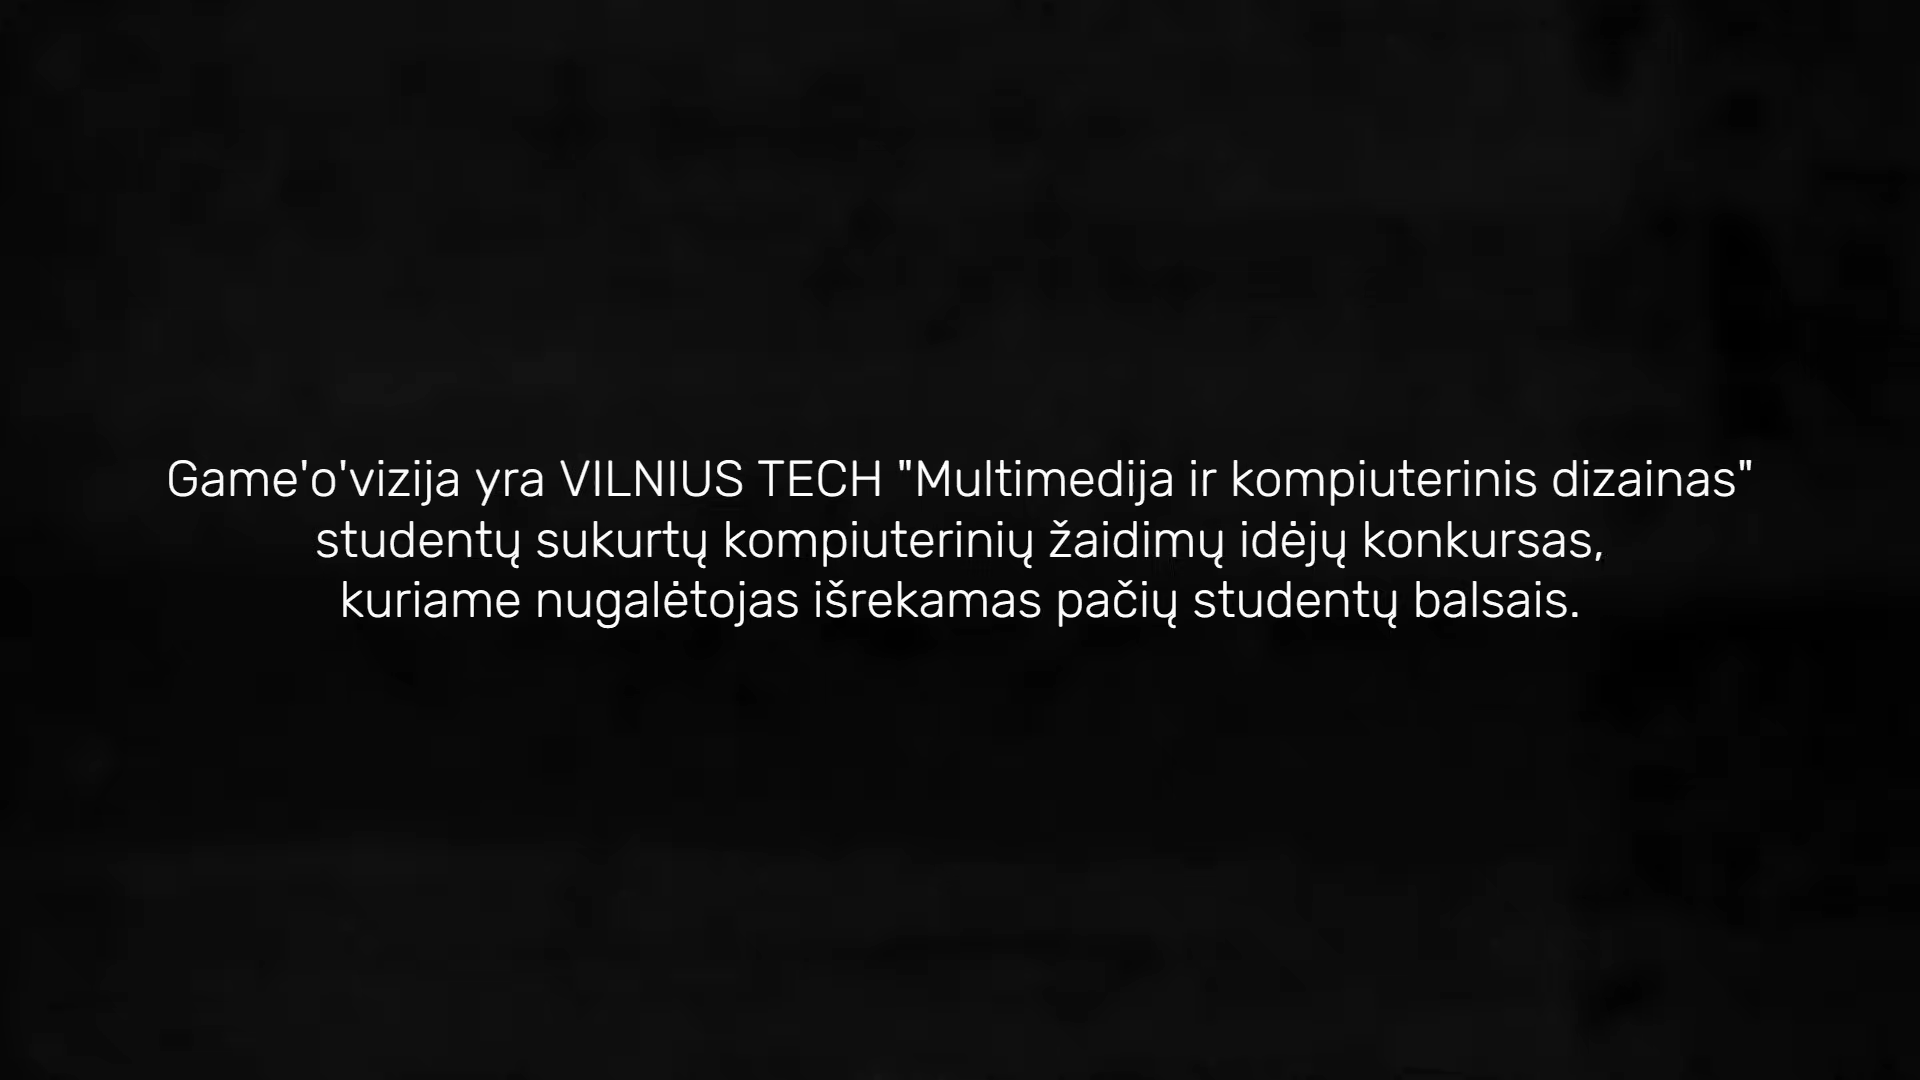 Game'o'vizija yra VILNIUS TECH "Multimedija ir kompiuterinis dizainas"
studentų sukurtų kompiuterinių žaidimų idėjų konkursas,
kuriame nugalėtojas išrekamas pačių studentų balsais.